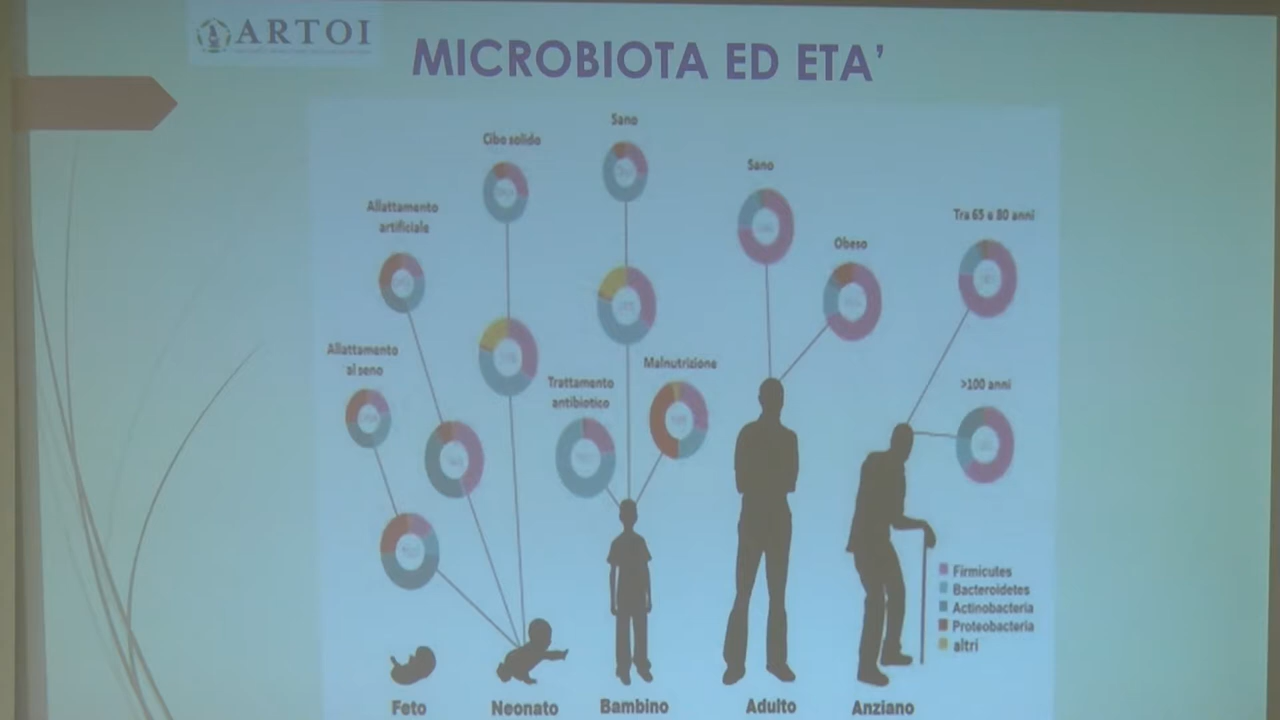 ARTOI
MICROBIOTA ED ETA'
Sano
Cibo solido
Sano
Allattamento
artificiale
Tra 65 e 80 anni
Obeso
Allattamento
al seno
Malnutrizione
Trattamento
antibiotico
>100 anni
Firmicutes
Bacteroidetes
Actinobacteria
Proteobacteria
altri
Feto
Neonato
Bambino
Adulto
Anziano